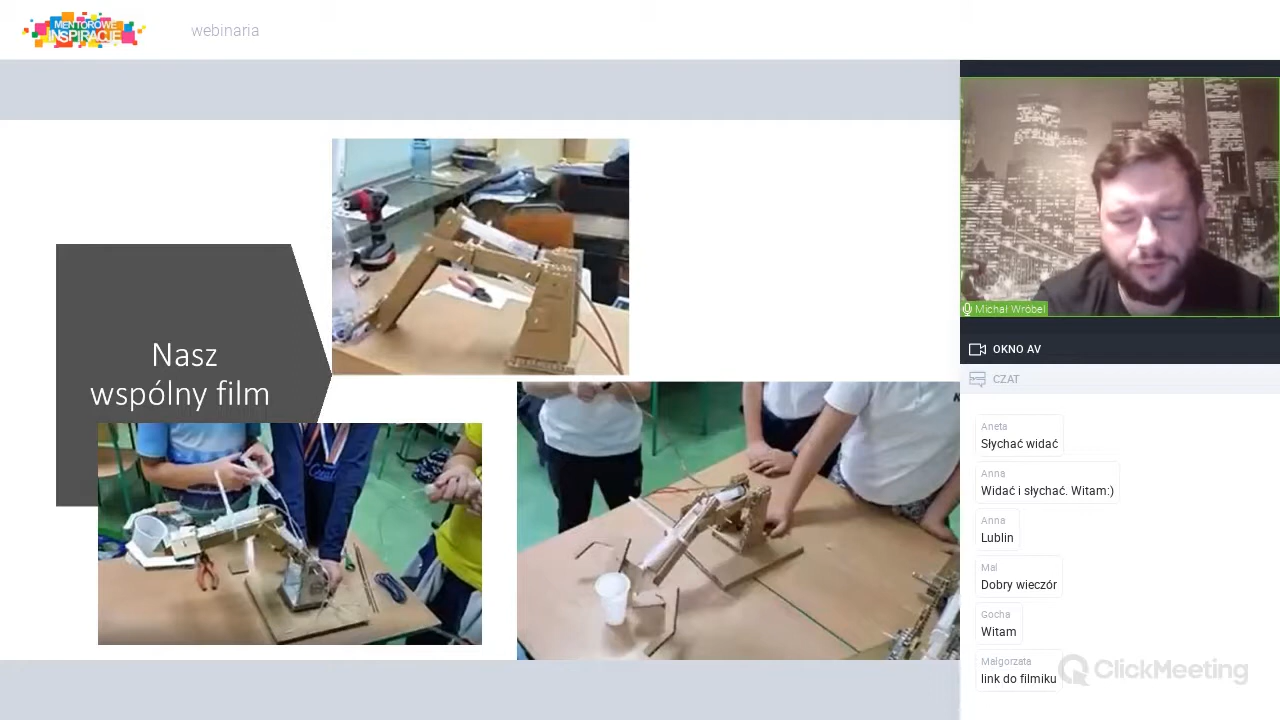 MENTOROWE
INSPIRACJE
webinaria
Nasz
wspólny film
Michał Wróbel
OKNO AV
CZAT
Aneta
Słychać widać
Anna
Widać i słychać. Witam:)
Anna
Lublin
Mal
Dobry wieczór
Gocha
Witam
Małgorzata
link do filmiku
ClickMeeting